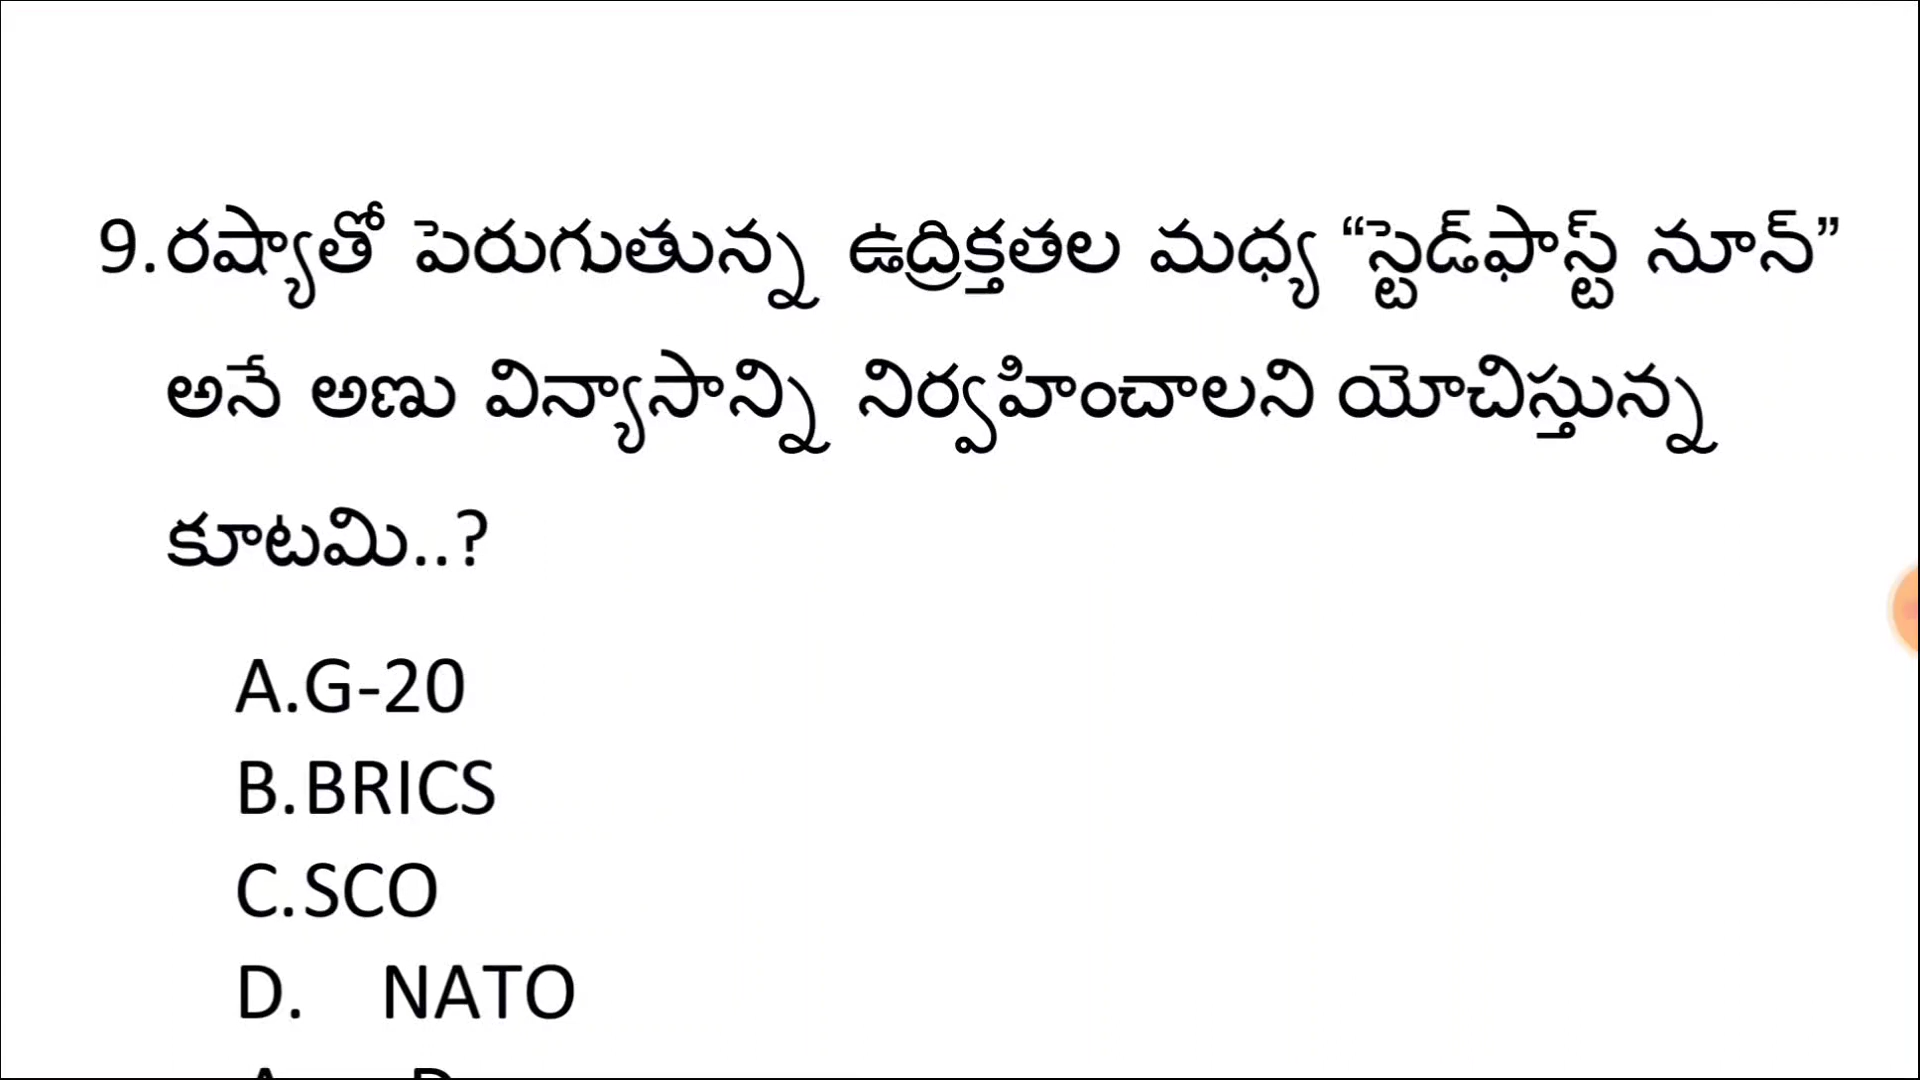 9.రష్యాతో పెరుగుతున్న ఉద్రిక్తతల మధ్య “స్టెడ్‌ఫాస్ట్ నూన్”
అనే అణు విన్యాసాన్ని నిర్వహించాలని యోచిస్తున్న
కూటమి..?
A.G-20
B.BRICS
C.SCO
D. NATO